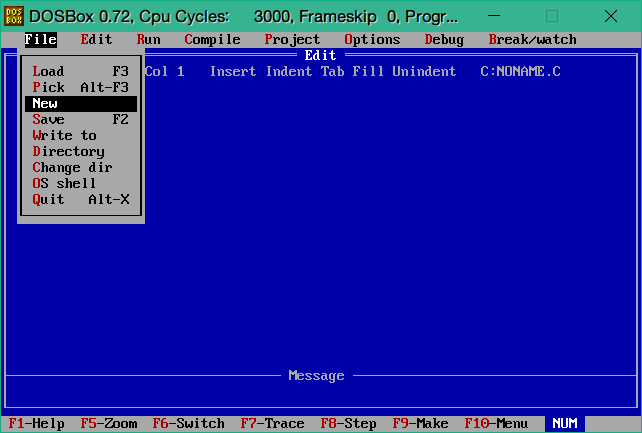 DOS BOX DOSBox 0.72, Cpu Cycles: 3000, Frameskip 0, Progr...
File Edit Run Compile Project Options Debug Break/watch
Edit
Col 1 Insert Indent Tab Fill Unindent C:NONAME.C
Load F3
Pick Alt-F3
New
Save F2
Write to
Directory
Change dir
OS shell
Quit Alt-X
Message
F1-Help F5-Zoom F6-Switch F7-Trace F8-Step F9-Make F10-Menu NUM